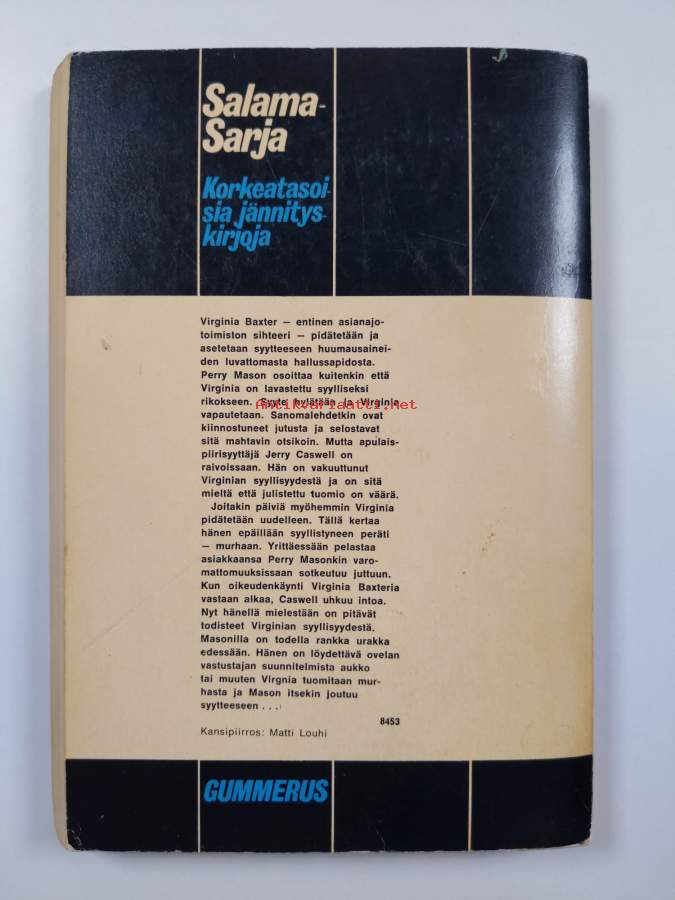 Salama-
Sarja
Korkeatasoi-
sia jännitys-
kirjoja
Virginia Baxter — entinen asianajo-
toimiston sihteeri — pidätetään ja
asetetaan syytteeseen huumausainei-
den luvattomasta hallussapidosta.
Perry Mason osoittaa kuitenkin että
Virginia on lavastettu syylliseksi
rikokseen. Syyte hylätään ja Virginia
Antikvariaatti.net
vapautetaan. Sanomalehdetkin ovat
kiinnostuneet jutusta ja selostavat
sitä mahtavin otsikoin. Mutta apulais-
piirisyyttäjä Jerry Caswell on
raivoissaan. Hän on vakuuttunut
Virginian syyllisyydestä ja on sitä
mieltä että julistettu tuomio on väärä.
Joitakin päiviä myöhemmin Virginia
pidätetään uudelleen. Tällä kertaa
hänen epäillään syyllistyneen peräti
— murhaan. Yrittäessään pelastaa
asiakkaansa Perry Masonkin varo-
mattomuuksissaan sotkeutuu juttuun.
Kun oikeudenkäynti Virginia Baxteria
vastaan alkaa, Caswell uhkuu intoa.
Nyt hänellä mielestään on pitävät
todisteet Virginian syyllisyydestä.
Masonilla on todella rankka urakka
edessään. Hänen on löydettävä ovelan
vastustajan suunnitelmista aukko
tai muuten Virgnia tuomitaan mur-
hasta ja Mason itsekin joutuu
syytteeseen . . .
8453
Kansipiirros: Matti Louhi
GUMMERUS